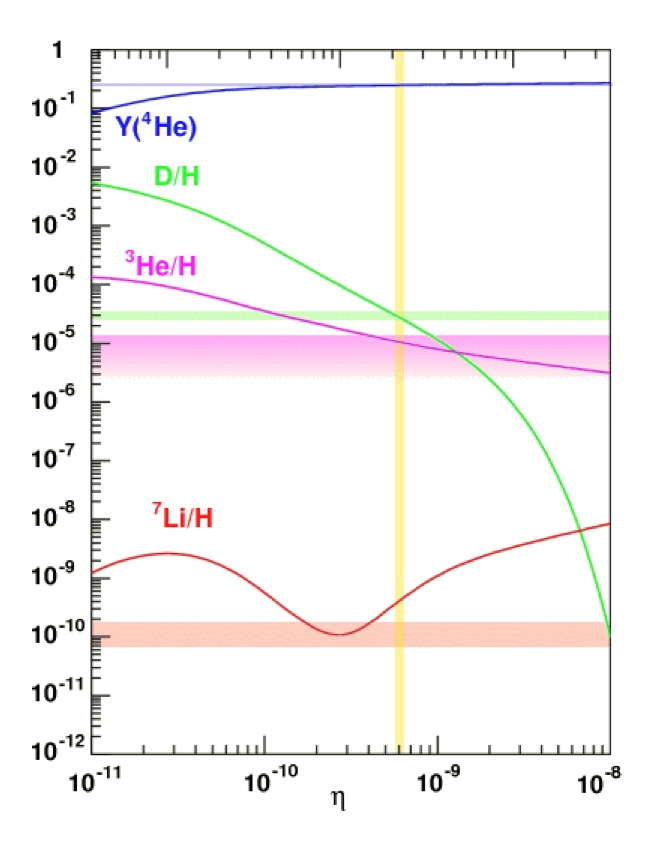 1
10⁻¹
Y(⁴He)
10⁻²
D/H
10⁻³
³He/H
10⁻⁴
10⁻⁵
10⁻⁶
10⁻⁷
10⁻⁸
⁷Li/H
10⁻⁹
10⁻¹⁰
10⁻¹¹
10⁻¹²
10⁻¹¹ 10⁻¹⁰ 10⁻⁹ 10⁻⁸
η